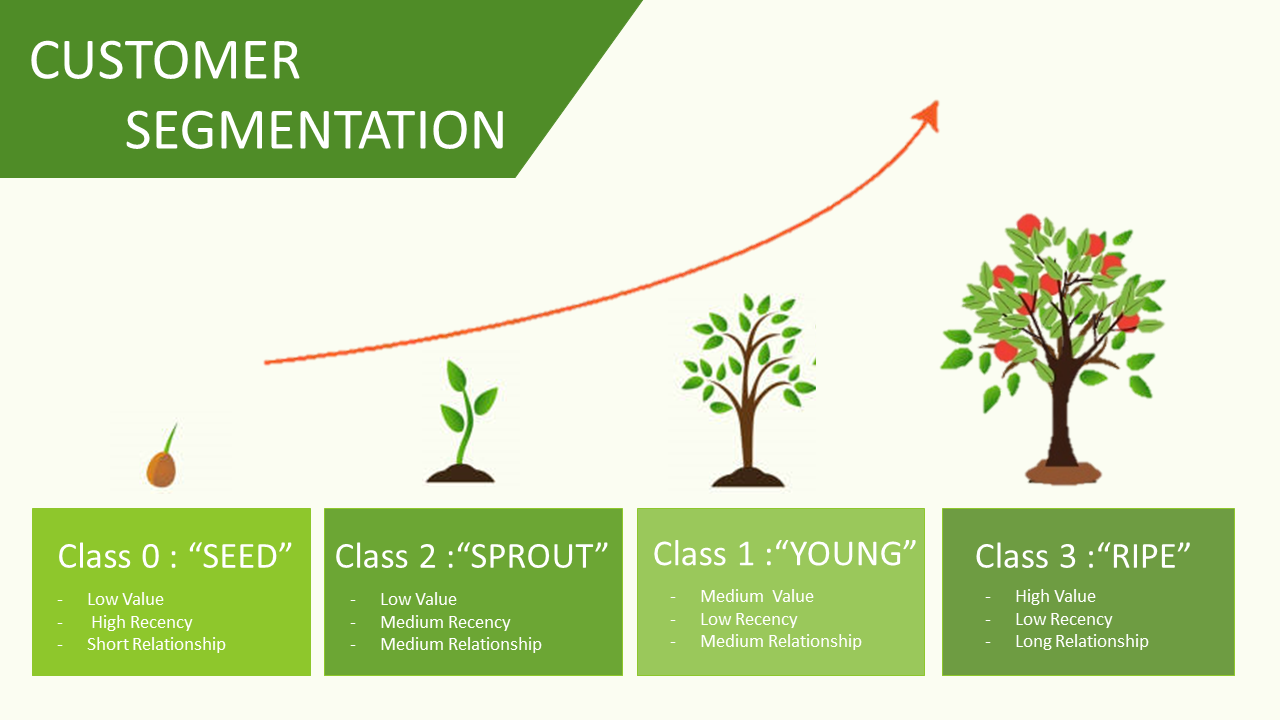 CUSTOMER
SEGMENTATION
Class 0 : “SEED”
- Low Value
- High Recency
- Short Relationship
Class 2 :“SPROUT”
- Low Value
- Medium Recency
- Medium Relationship
Class 1 :“YOUNG”
- Medium Value
- Low Recency
- Medium Relationship
Class 3 :“RIPE”
- High Value
- Low Recency
- Long Relationship